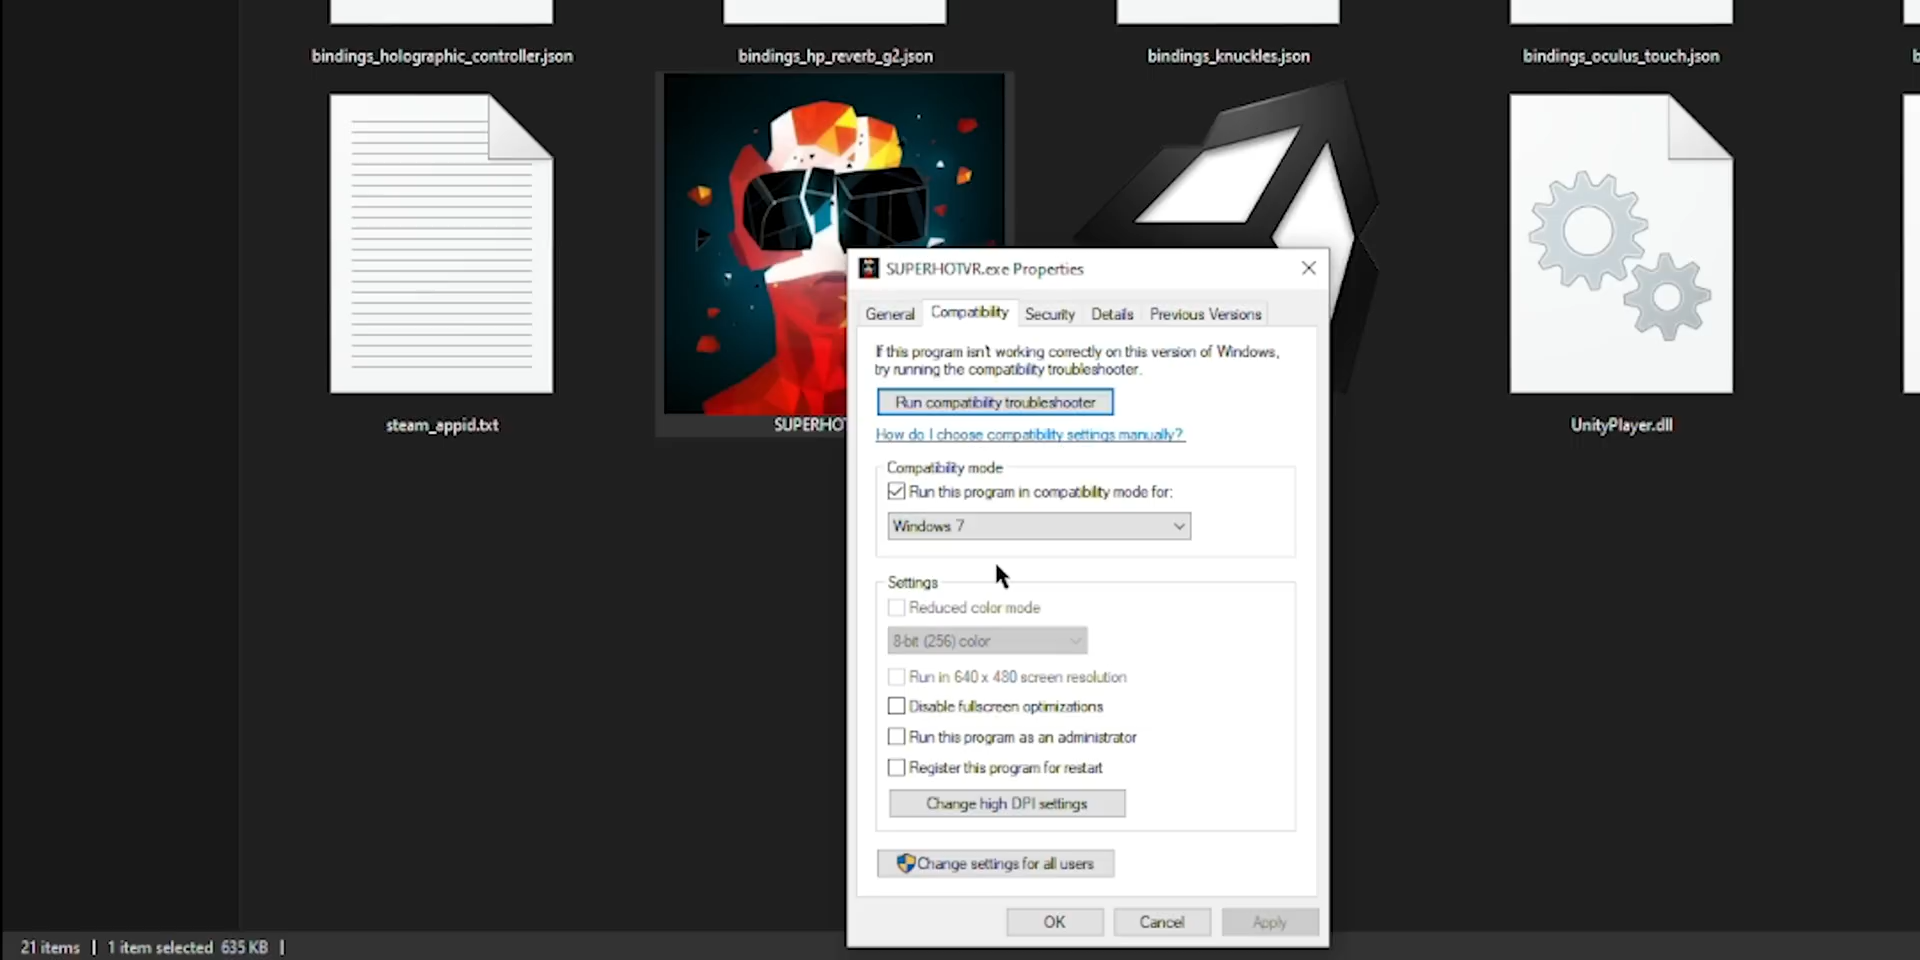 bindings_holographic_controller.json
bindings_hp_reverb_g2.json
bindings_knuckles.json
bindings_oculus_touch.json
steam_appid.txt
SUPERHO
UnityPlayer.dll
SUPERHOTVR.exe Properties
General Compatibility Security Details Previous Versions
If this program isn't working correctly on this version of Windows,
try running the compatibility troubleshooter.
Run compatibility troubleshooter
How do I choose compatibility settings manually?
Compatibility mode
Run this program in compatibility mode for:
Windows 7
Settings
Reduced color mode
8-bit (256) color
Run in 640 x 480 screen resolution
Disable fullscreen optimizations
Run this program as an administrator
Register this program for restart
Change high DPI settings
Change settings for all users
OK Cancel Apply
21 items | 1 item selected 635 KB |